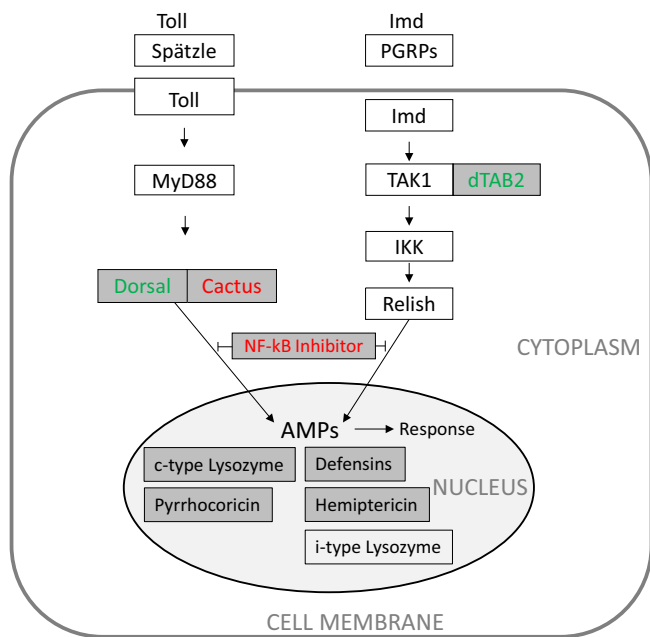 Toll
Imd
Spätzle
PGRPs
Toll
Imd
MyD88
TAK1
dTAB2
IKK
Dorsal
Cactus
Relish
NF-kB Inhibitor
CYTOPLASM
AMPs
Response
c-type Lysozyme
Defensins
NUCLEUS
Pyrrhocoricin
Hemiptericin
i-type Lysozyme
CELL MEMBRANE